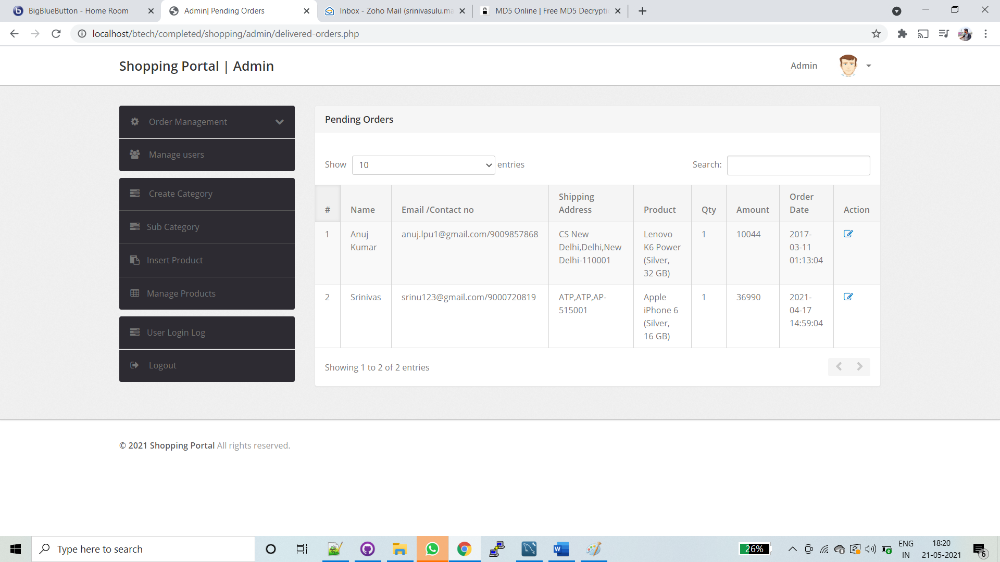 BigBlueButton - Home Room
Admin| Pending Orders
Inbox - Zoho Mail (srinivasulu.ma
MD5 Online | Free MD5 Decryptic
localhost/btech/completed/shopping/admin/delivered-orders.php
Shopping Portal | Admin
Admin
Order Management
Manage users
Create Category
Sub Category
Insert Product
Manage Products
User Login Log
Logout
Pending Orders
Show 10 entries
Search:
# Name Email /Contact no Shipping Address Product Qty Amount Order Date Action
1 Anuj Kumar anuj.lpu1@gmail.com/9009857868 CS New Delhi,Delhi,New Delhi-110001 Lenovo K6 Power (Silver, 32 GB) 1 10044 2017-03-11 01:13:04
2 Srinivas srinu123@gmail.com/9000720819 ATP,ATP,AP-515001 Apple iPhone 6 (Silver, 16 GB) 1 36990 2021-04-17 14:59:04
Showing 1 to 2 of 2 entries
© 2021 Shopping Portal All rights reserved.
Type here to search
26%
ENG
IN
18:20
21-05-2021
6